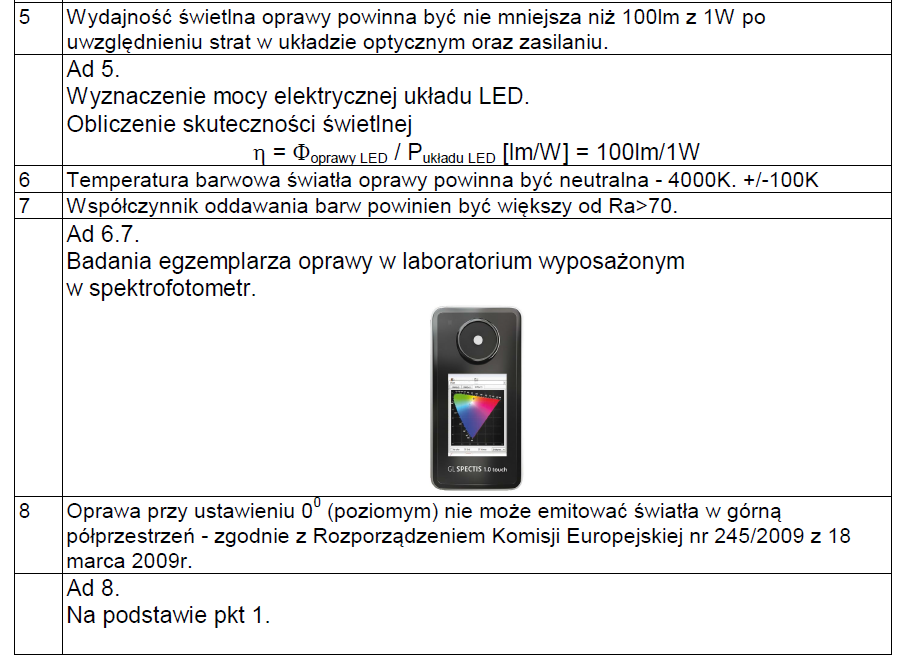 5 Wydajność świetlna oprawy powinna być nie mniejsza niż 100lm z 1W po
uwzględnieniu strat w układzie optycznym oraz zasilaniu.
Ad 5.
Wyznaczenie mocy elektrycznej układu LED.
Obliczenie skuteczności świetlnej
η = Φoprawy LED / Pukładu LED [lm/W] = 100lm/1W
6 Temperatura barwowa światła oprawy powinna być neutralna - 4000K. +/-100K
7 Współczynnik oddawania barw powinien być większy od Ra>70.
Ad 6.7.
Badania egzemplarza oprawy w laboratorium wyposażonym
w spektrofotometr.
GL SPECTIS 1.0 touch
8 Oprawa przy ustawieniu 0⁰ (poziomym) nie może emitować światła w górną
półprzestrzeń - zgodnie z Rozporządzeniem Komisji Europejskiej nr 245/2009 z 18
marca 2009r.
Ad 8.
Na podstawie pkt 1.